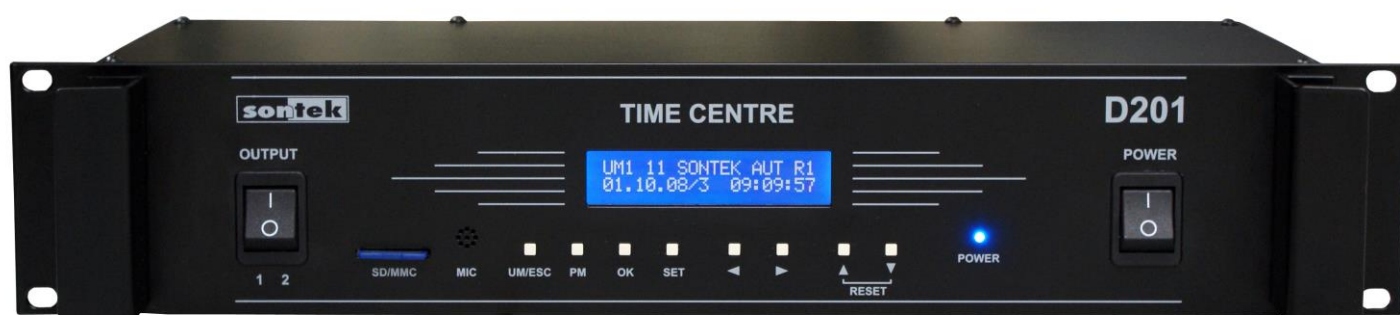 sontek
TIME CENTRE
D201
OUTPUT
POWER
UM1 11 SONTEK AUT R1
01.10.08/3 09:09:57
SD/MMC
MIC
UM/ESC
PM
OK
SET
◄
►
▲
▼
POWER
1 2
RESET